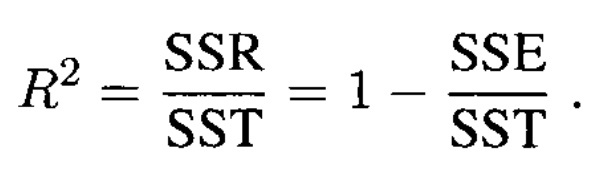 R² = SSR/SST = 1 − SSE/SST .